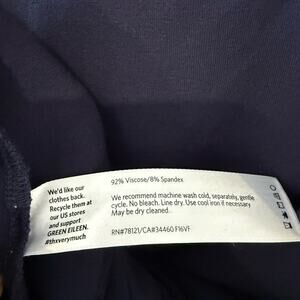 We'd like our
clothes back.
Recycle them at
our US stores
and support
GREEN EILEEN.
#thxverymuch
92% Viscose/8% Spandex
We recommend machine wash cold, separately, gentle
cycle. No bleach. Line dry. Use cool iron if necessary.
May be dry cleaned.
RN#78121/CA#34460 F16VF